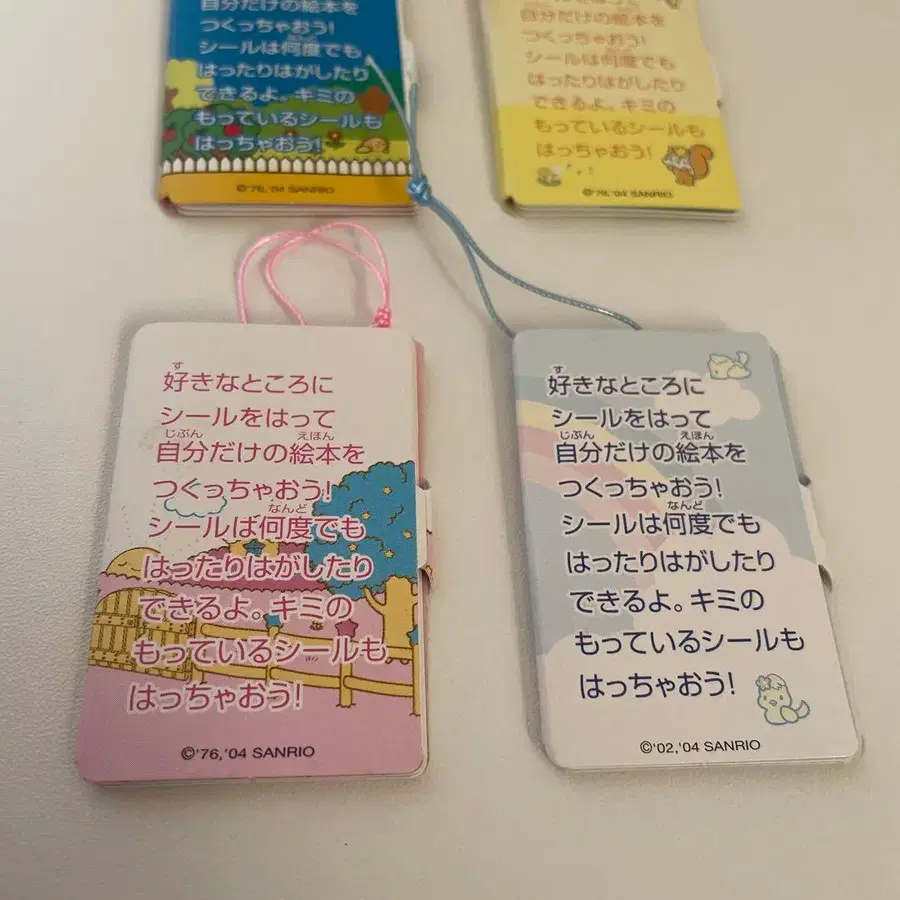 自分だけの絵本を
つくっちゃおう!
なんど
シールは何度でも
はったりはがしたり
できるよ。キミの
もっているシールも
はっちゃおう!
©'76,'04 SANRIO
自分だけの絵本を
つくっちゃおう!
シールは何度でも
はったりはがしたり
できるよ。キミの
もっているシールも
はっちゃおう!
©'76,'04 SANRIO
す
好きなところに
シールをはって
じぶん えほん
自分だけの絵本を
つくっちゃおう!
なんど
シールは何度でも
はったりはがしたり
できるよ。キミの
もっているシールも
はっちゃおう!
©'76,'04 SANRIO
す
好きなところに
シールをはって
じぶん えほん
自分だけの絵本を
つくっちゃおう!
なんど
シールは何度でも
はったりはがしたり
できるよ。キミの
もっているシールも
はっちゃおう!
©'02,'04 SANRIO